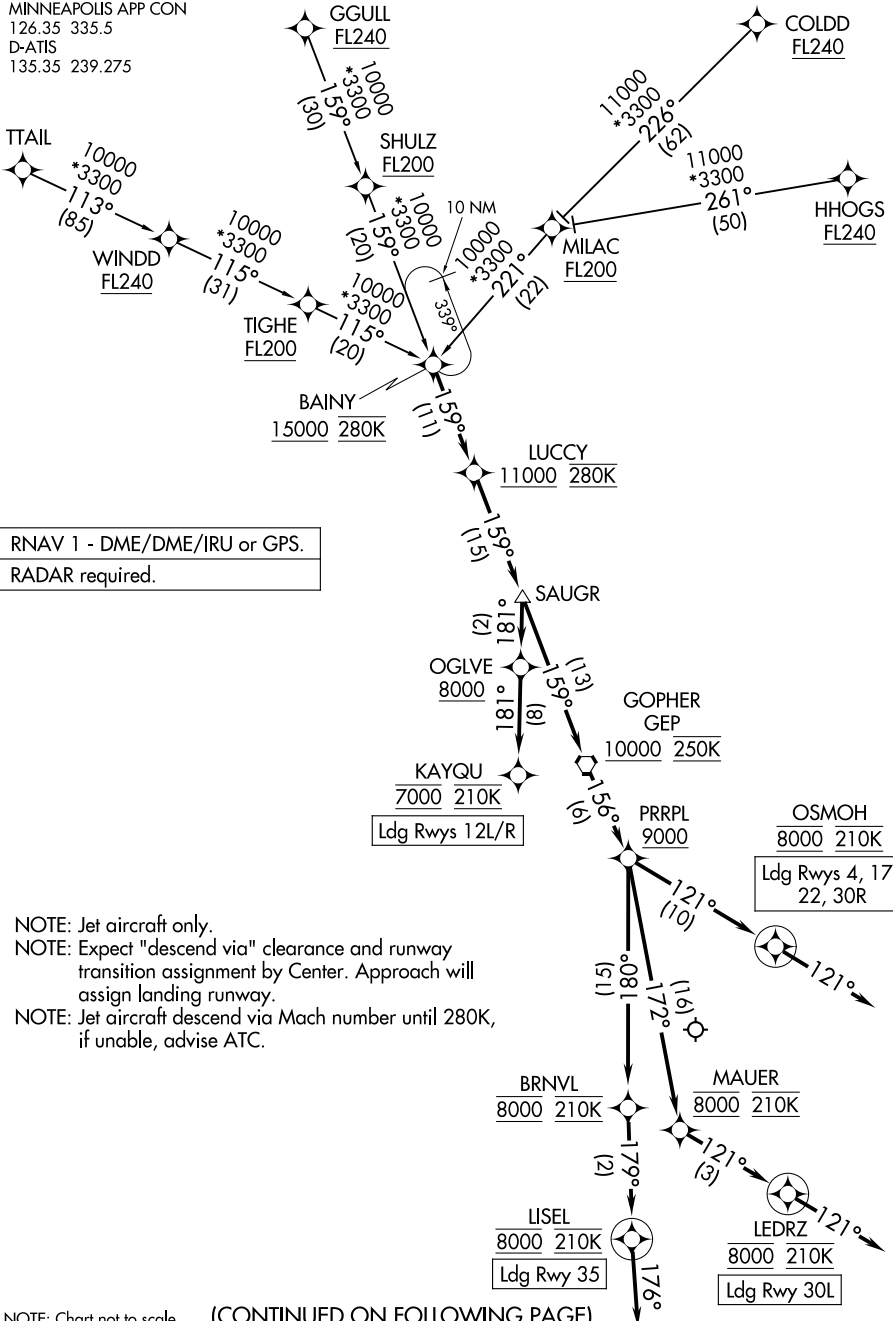 MINNEAPOLIS APP CON
126.35 335.5
D-ATIS
135.35 239.275
GGULL
FL240
COLDD
FL240
10000
*3300
159°
(30)
11000
*3300
226°
(62)
TTAIL
10000
*3300
113°
(85)
SHULZ
FL200
11000
*3300
261°
(50)
HHOGS
FL240
WINDD
FL240
10000
*3300
115°
(31)
10000
*3300
159°
(20)
10 NM
339°
10000
*3300
221°
(22)
MILAC
FL200
TIGHE
FL200
10000
*3300
115°
(20)
BAINY
15000 280K
159°
(11)
LUCCY
11000 280K
159°
(15)
RNAV 1 - DME/DME/IRU or GPS.
RADAR required.
SAUGR
181°
(2)
OGLVE
8000
159°
(13)
181°
(8)
GOPHER
GEP
10000 250K
KAYQU
7000 210K
Ldg Rwys 12L/R
156°
(6)
PRRPL
9000
OSMOH
8000 210K
Ldg Rwys 4, 17
22, 30R
121°
(10)
121°
NOTE: Jet aircraft only.
NOTE: Expect "descend via" clearance and runway
transition assignment by Center. Approach will
assign landing runway.
NOTE: Jet aircraft descend via Mach number until 280K,
if unable, advise ATC.
180°
(15)
172°
(16)
BRNVL
8000 210K
MAUER
8000 210K
179°
(2)
121°
(3)
LISEL
8000 210K
Ldg Rwy 35
176°
LEDRZ
8000 210K
Ldg Rwy 30L
121°
NOTE: Chart not to scale
(CONTINUED ON FOLLOWING PAGE)